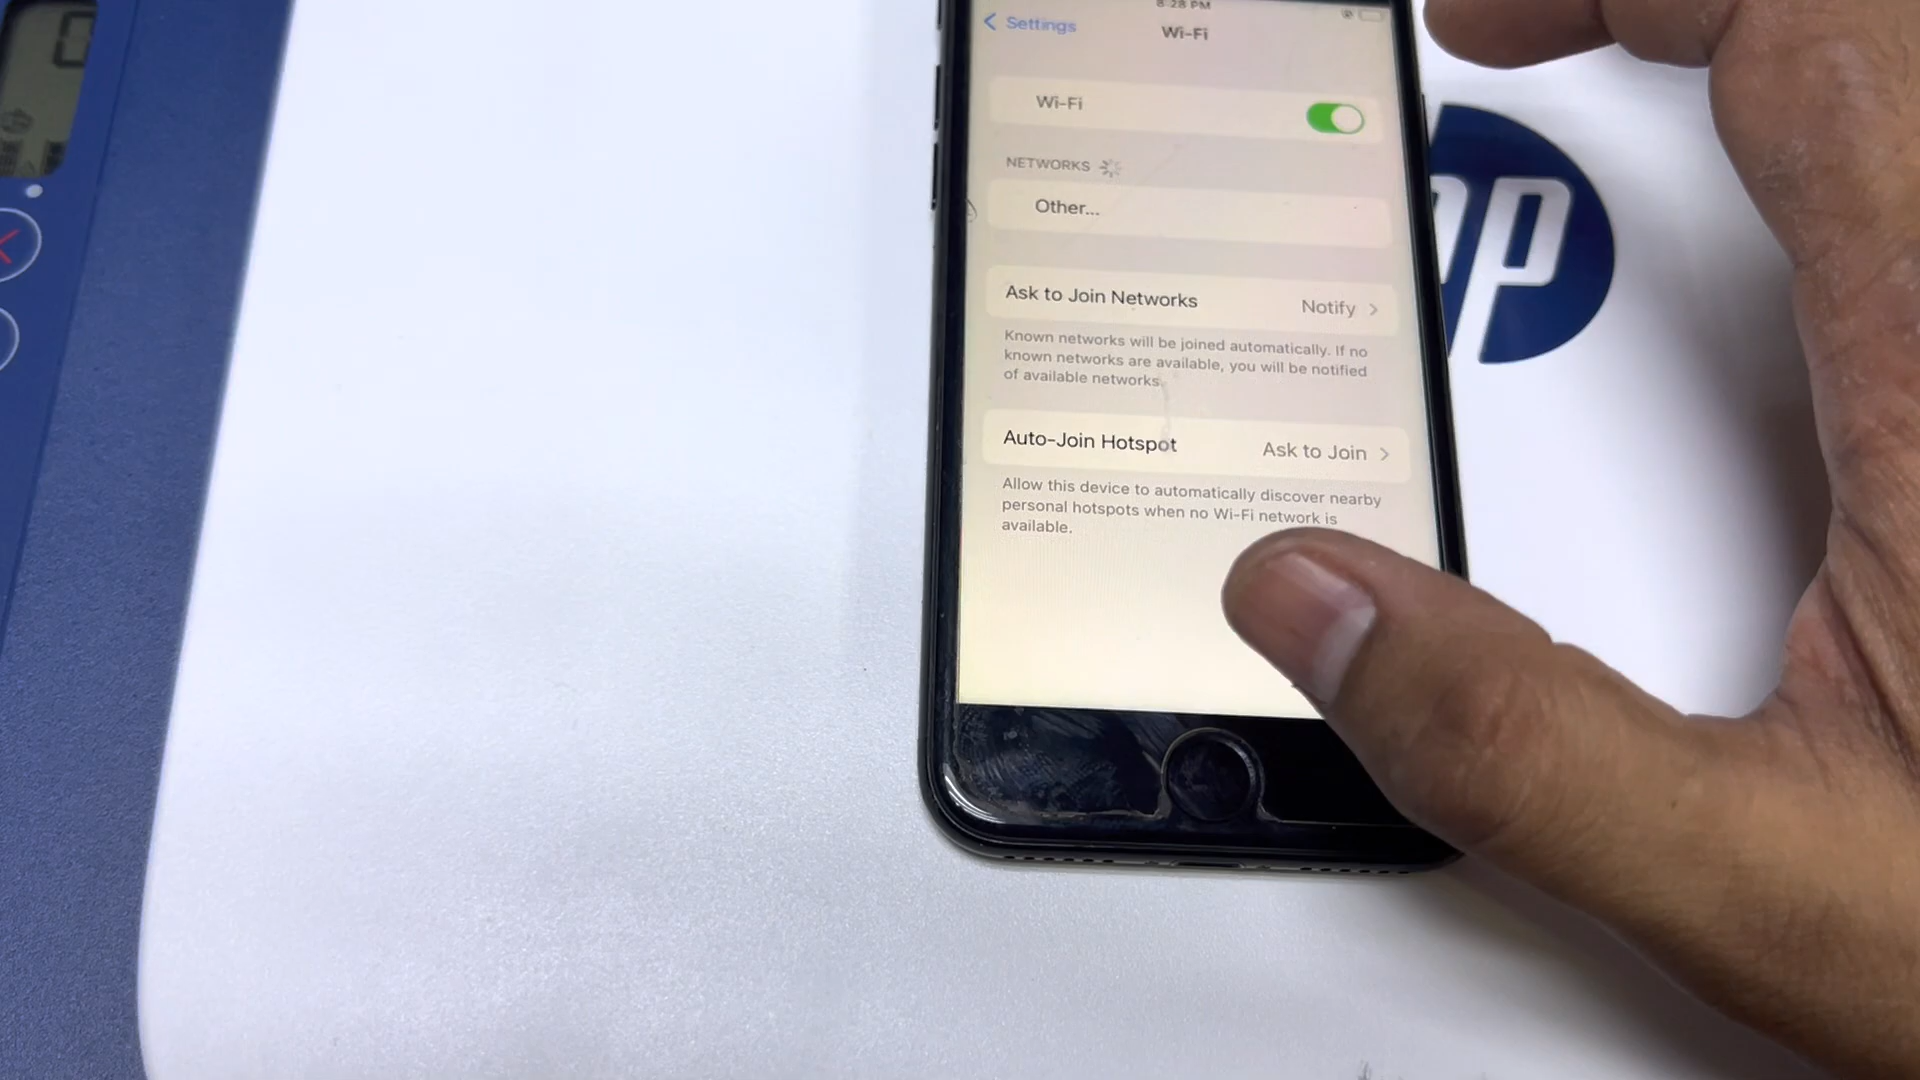 8:28 PM
Settings
Wi-Fi
Wi-Fi
NETWORKS
Other...
Ask to Join Networks Notify
Known networks will be joined automatically. If no
known networks are available, you will be notified
of available networks.
Auto-Join Hotspot Ask to Join
Allow this device to automatically discover nearby
personal hotspots when no Wi-Fi network is
available.
hp
0